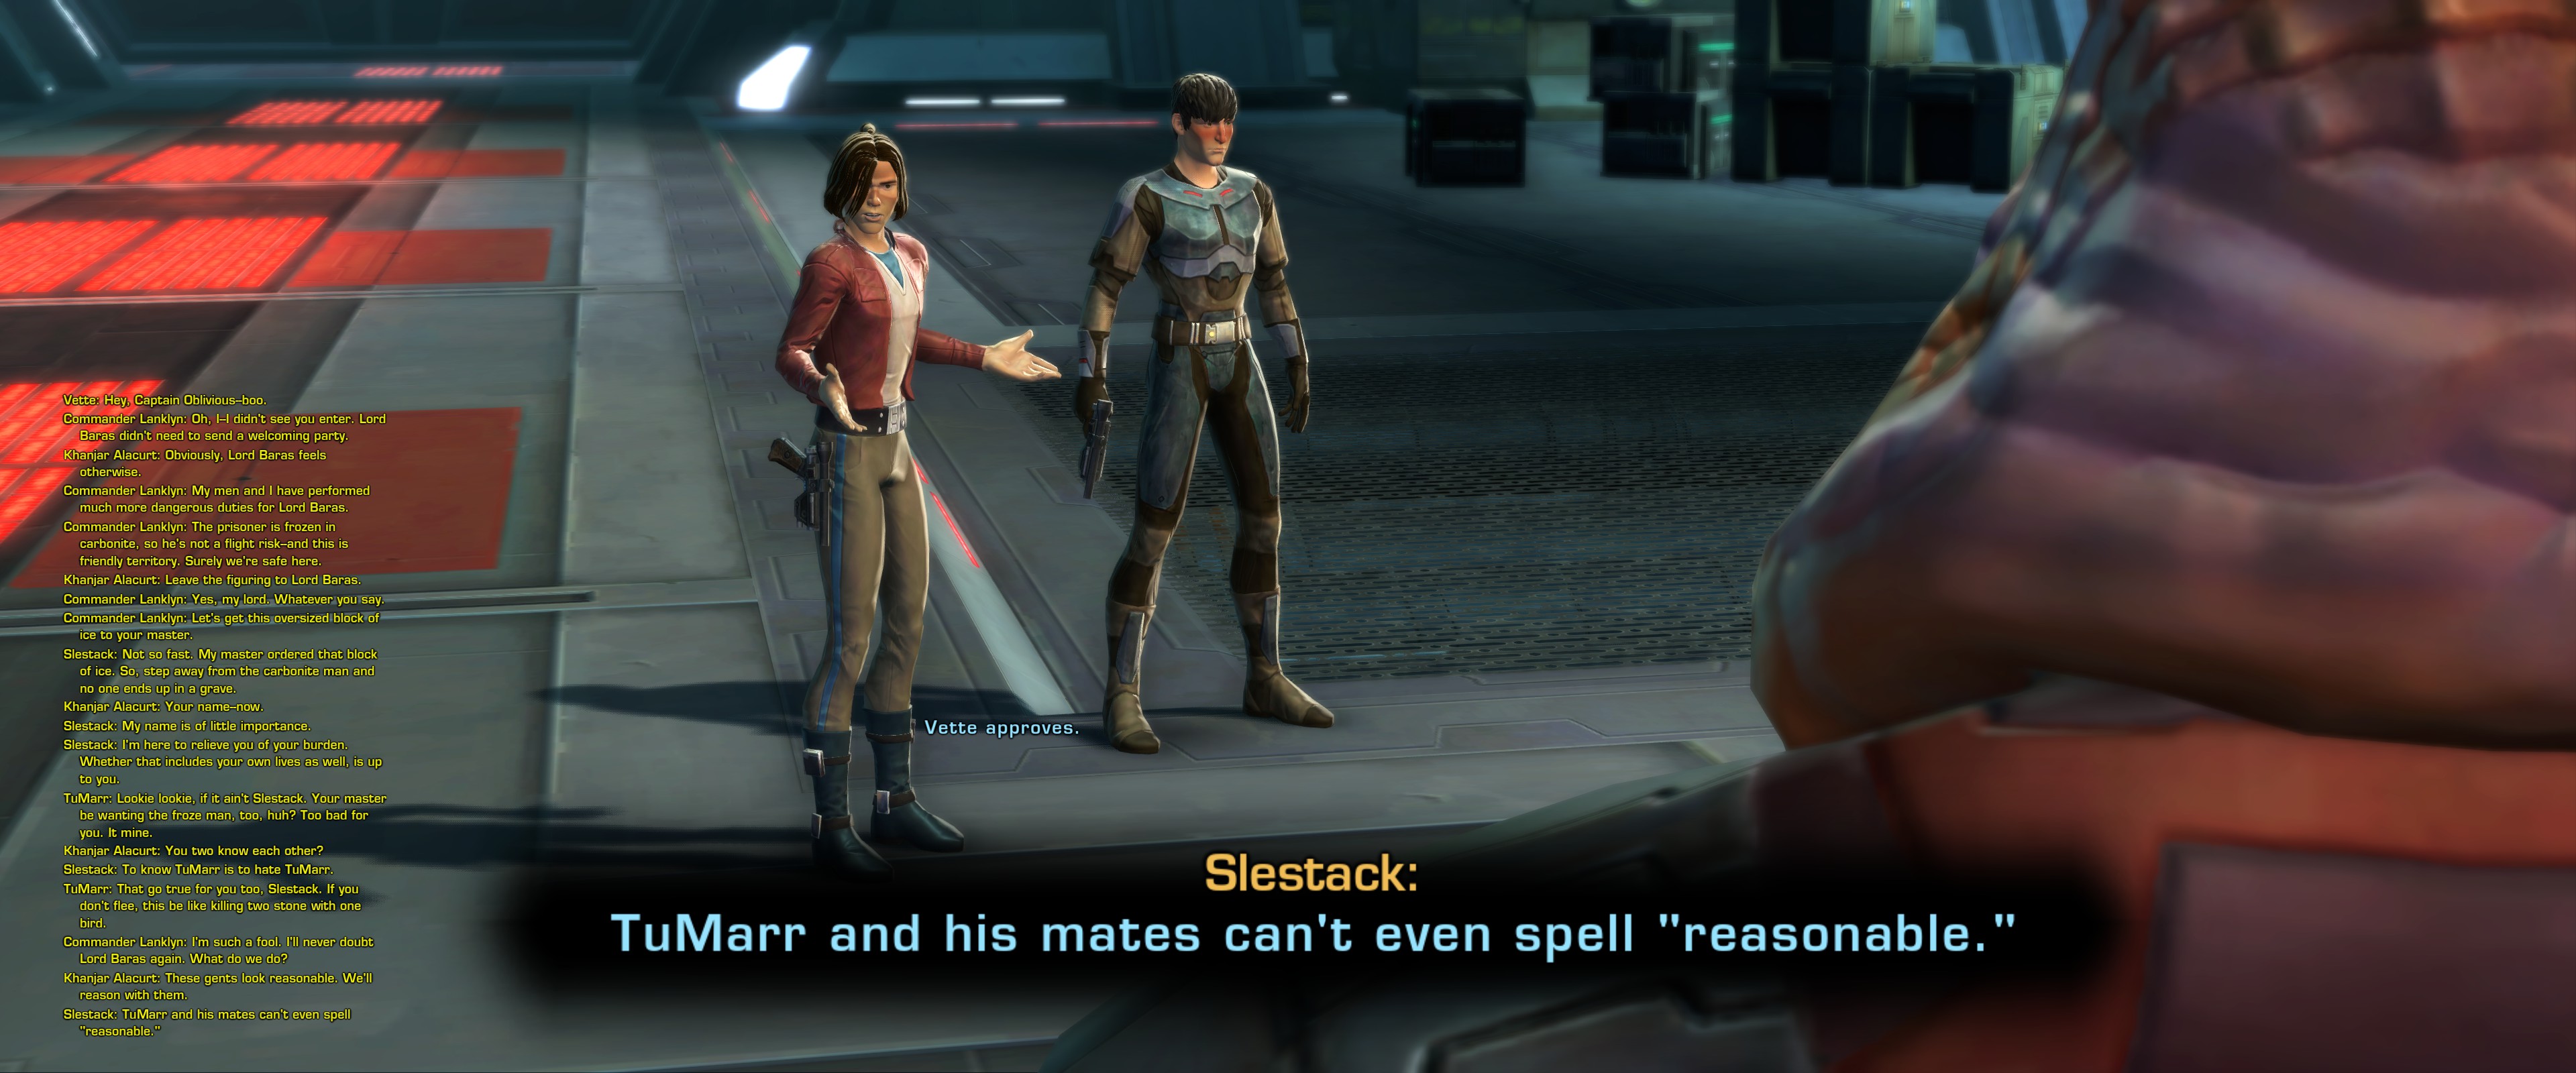 Vette: Hey, Captain Oblivious–boo.
Commander Lanklyn: Oh, I–I didn't see you enter. Lord
Baras didn't need to send a welcoming party.
Khanjar Alacurt: Obviously, Lord Baras feels
otherwise.
Commander Lanklyn: My men and I have performed
much more dangerous duties for Lord Baras.
Commander Lanklyn: The prisoner is frozen in
carbonite, so he's not a flight risk–and this is
friendly territory. Surely we're safe here.
Khanjar Alacurt: Leave the figuring to Lord Baras.
Commander Lanklyn: Yes, my lord. Whatever you say.
Commander Lanklyn: Let's get this oversized block of
ice to your master.
Slestack: Not so fast. My master ordered that block
of ice. So, step away from the carbonite man and
no one ends up in a grave.
Khanjar Alacurt: Your name–now.
Slestack: My name is of little importance.
Slestack: I'm here to relieve you of your burden.
Whether that includes your own lives as well, is up
to you.
TuMarr: Lookie lookie, if it ain't Slestack. Your master
be wanting the froze man, too, huh? Too bad for
you. It mine.
Khanjar Alacurt: You two know each other?
Slestack: To know TuMarr is to hate TuMarr.
TuMarr: That go true for you too, Slestack. If you
don't flee, this be like killing two stone with one
bird.
Commander Lanklyn: I'm such a fool. I'll never doubt
Lord Baras again. What do we do?
Khanjar Alacurt: These gents look reasonable. We'll
reason with them.
Slestack: TuMarr and his mates can't even spell
"reasonable."
Vette approves.
Slestack:
TuMarr and his mates can't even spell "reasonable."